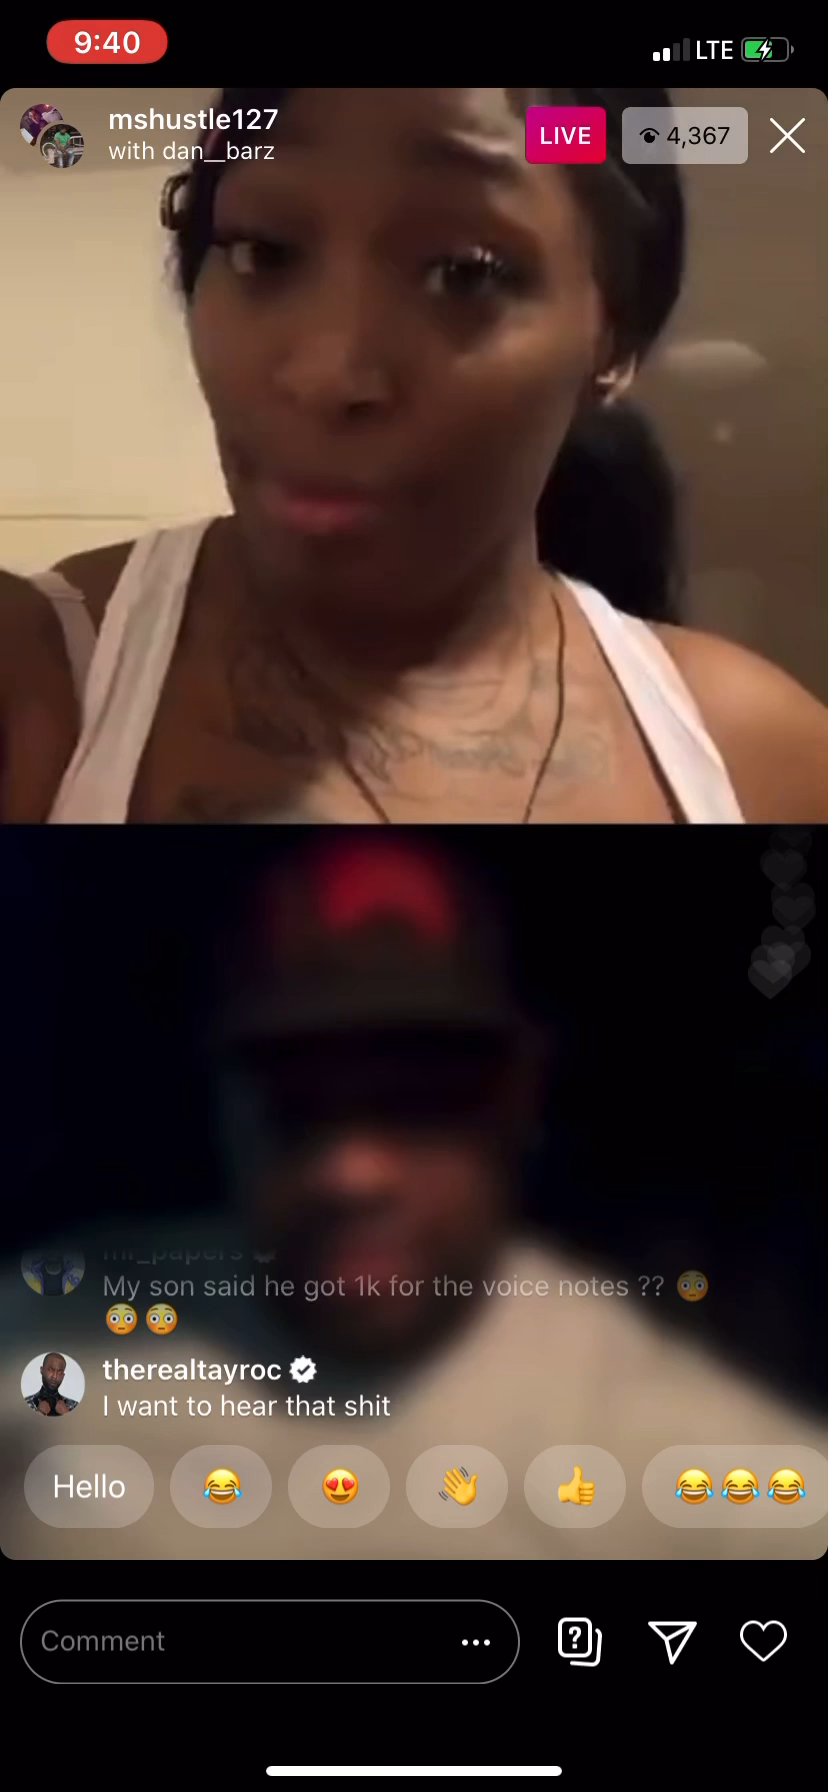 9:40
LTE
mshustle127
with dan__barz
LIVE
4,367
mr_papers
My son said he got 1k for the voice notes ?? 😳
😳😳
therealtayroc
I want to hear that shit
Hello
😂
😍
👋
👍
😂😂😂
Comment